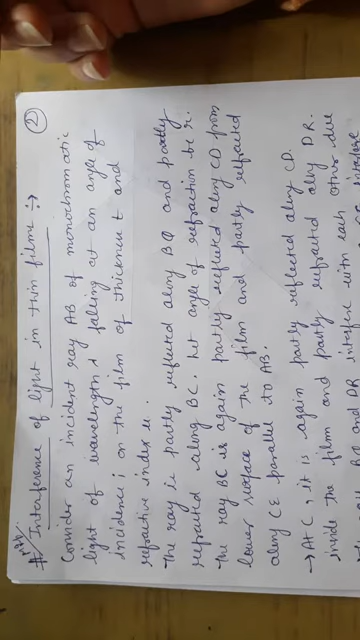 ②
# Interference of light in thin films :→
Consider an incident ray AB of monochromatic
light of wavelength λ falling at an angle of
incidence i on the film of thickness t and
refractive index u.
The ray is partly reflected along BQ and partly
refracted along BC. Let angle of refraction be r.
The ray BC is again partly reflected along CD from
lower surface of the film and partly refracted
along CE parallel to AB.
→ At C, it is again partly reflected along CD.
inside the film and partly refracted along DR.
BQ and DR interfere with each other due